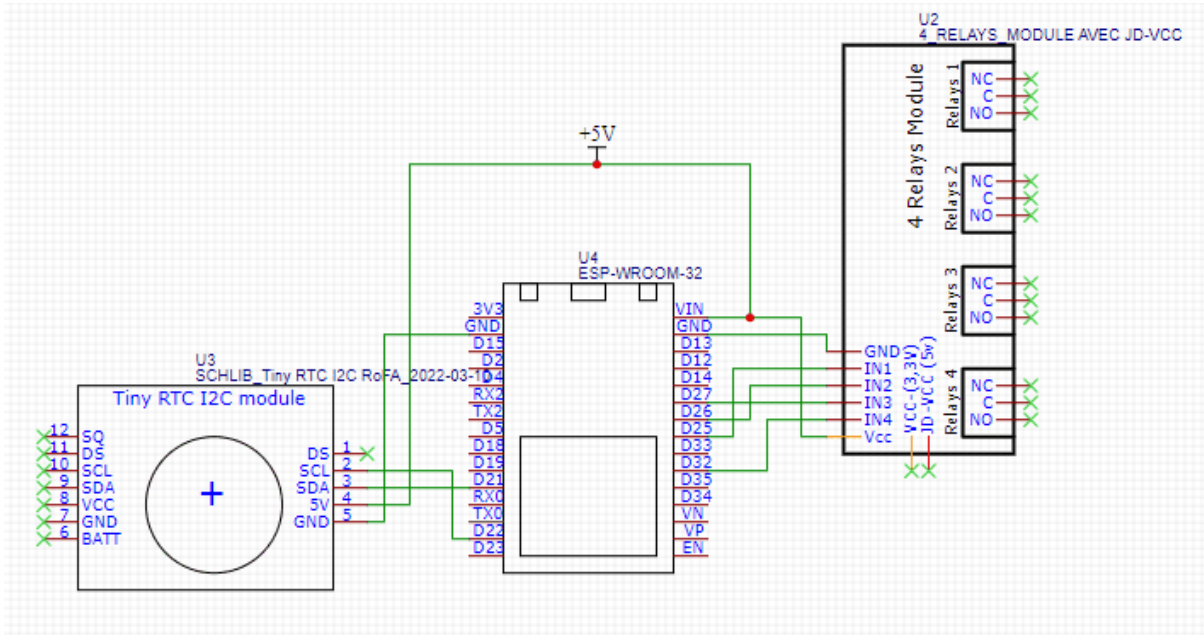 U2
4_RELAYS_MODULE AVEC JD-VCC
4 Relays Module
Relays 1
NC
C
NO
Relays 2
NC
C
NO
Relays 3
NC
C
NO
Relays 4
NC
C
NO
GND
IN1
IN2
IN3
IN4
Vcc
VCC-(3,3V)
JD-VCC (5v)
+5V
U4
ESP-WROOM-32
3V3
GND
D15
D2
D4
RX2
TX2
D5
D18
D19
D21
RX0
TX0
D22
D23
VIN
GND
D13
D12
D14
D27
D26
D25
D33
D32
D35
D34
VN
VP
EN
U3
SCHLIB_Tiny RTC I2C RoFA_2022-03-10
Tiny RTC I2C module
12 SQ
11 DS
10 SCL
9 SDA
8 VCC
7 GND
6 BATT
DS 1
SCL 2
SDA 3
5V 4
GND 5